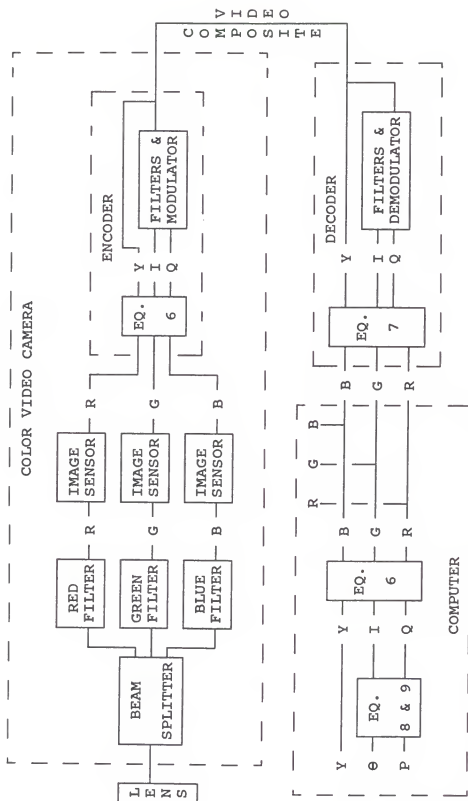 COLOR VIDEO CAMERA
LENS
BEAM
SPLITTER
RED
FILTER
GREEN
FILTER
BLUE
FILTER
R
G
B
IMAGE
SENSOR
IMAGE
SENSOR
IMAGE
SENSOR
R
G
B
ENCODER
EQ.
6
Y
I
Q
FILTERS &
MODULATOR
VIDEO
COMPOSITE
DECODER
FILTERS &
DEMODULATOR
Y
I
Q
EQ.
7
B
G
R
R
G
B
B
G
R
EQ.
6
Y
I
Q
EQ.
8 & 9
Y
θ
P
COMPUTER